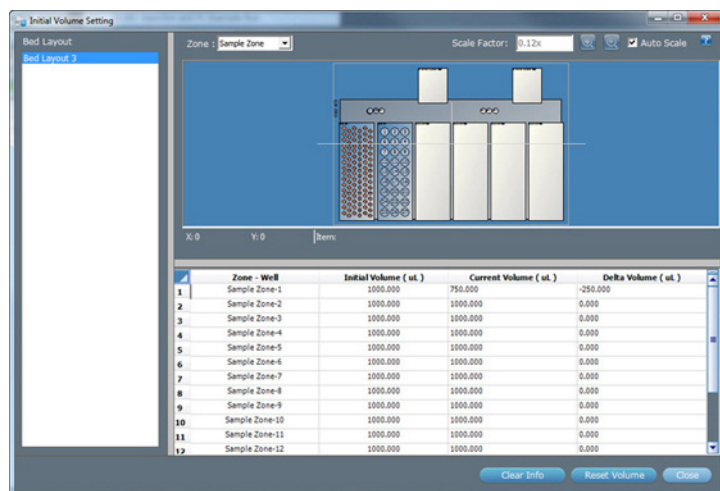 Initial Volume Setting
Bed Layout
Bed Layout 3
Zone : Sample Zone
Scale Factor: 0.12x
Auto Scale
X: 0 Y: 0 Item:
Zone - Well Initial Volume ( uL ) Current Volume ( uL ) Delta Volume ( uL )
1 Sample Zone-1 1000.000 750.000 -250.000
2 Sample Zone-2 1000.000 1000.000 0.000
3 Sample Zone-3 1000.000 1000.000 0.000
4 Sample Zone-4 1000.000 1000.000 0.000
5 Sample Zone-5 1000.000 1000.000 0.000
6 Sample Zone-6 1000.000 1000.000 0.000
7 Sample Zone-7 1000.000 1000.000 0.000
8 Sample Zone-8 1000.000 1000.000 0.000
9 Sample Zone-9 1000.000 1000.000 0.000
10 Sample Zone-10 1000.000 1000.000 0.000
11 Sample Zone-11 1000.000 1000.000 0.000
12 Sample Zone-12 1000.000 1000.000 0.000
Clear Info Reset Volume Close